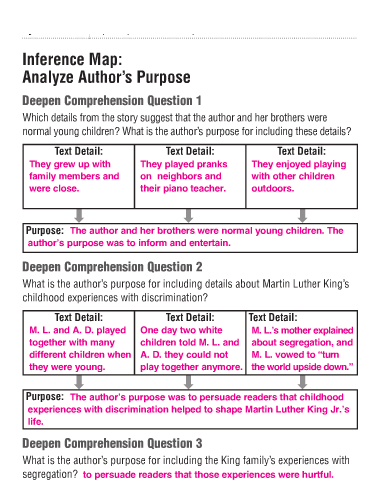 Inference Map:
Analyze Author's Purpose
Deepen Comprehension Question 1
Which details from the story suggest that the author and her brothers were
normal young children? What is the author's purpose for including these details?
Text Detail:
They grew up with
family members and
were close.
Text Detail:
They played pranks
on neighbors and
their piano teacher.
Text Detail:
They enjoyed playing
with other children
outdoors.
Purpose: The author and her brothers were normal young children. The
author's purpose was to inform and entertain.
Deepen Comprehension Question 2
What is the author's purpose for including details about Martin Luther King's
childhood experiences with discrimination?
Text Detail:
M. L. and A. D. played
together with many
different children when
they were young.
Text Detail:
One day two white
children told M. L. and
A. D. they could not
play together anymore.
Text Detail:
M. L.'s mother explained
about segregation, and
M. L. vowed to “turn
the world upside down.”
Purpose: The author's purpose was to persuade readers that childhood
experiences with discrimination helped to shape Martin Luther King Jr.'s
life.
Deepen Comprehension Question 3
What is the author's purpose for including the King family's experiences with
segregation? to persuade readers that those experiences were hurtful.